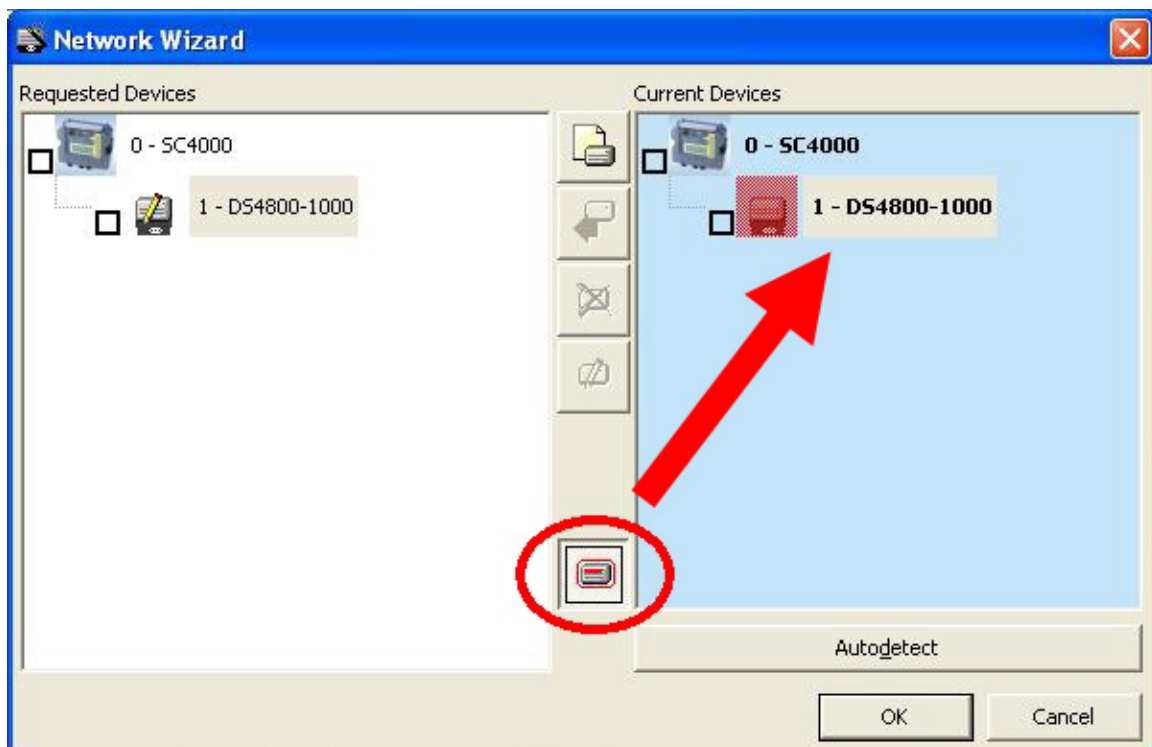 Network Wizard
Requested Devices
0 - SC4000
1 - DS4800-1000
Current Devices
0 - SC4000
1 - DS4800-1000
Autodetect
OK
Cancel